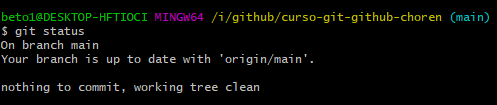 beto1@DESKTOP-HFTIOCI MINGW64 /i/github/curso-git-github-choren (main)
$ git status
On branch main
Your branch is up to date with 'origin/main'.
nothing to commit, working tree clean